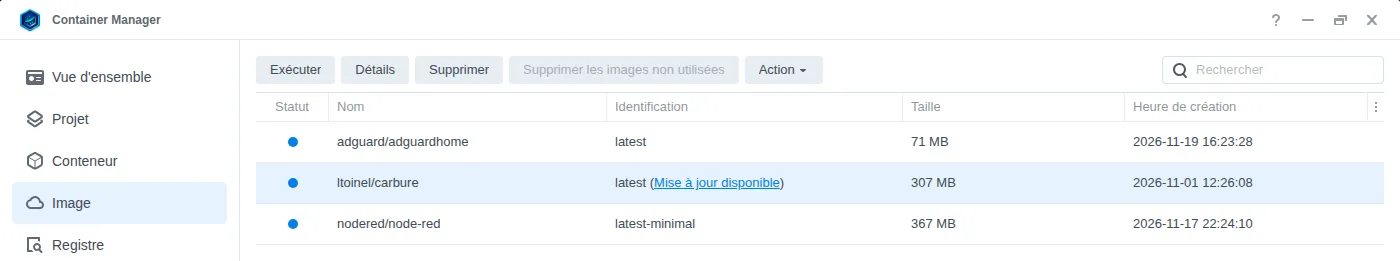 Container Manager
Vue d'ensemble
Projet
Conteneur
Image
Registre
Exécuter Détails Supprimer Supprimer les images non utilisées Action Rechercher
Statut Nom Identification Taille Heure de création
adguard/adguardhome latest 71 MB 2026-11-19 16:23:28
ltoinel/carbure latest (Mise à jour disponible) 307 MB 2026-11-01 12:26:08
nodered/node-red latest-minimal 367 MB 2026-11-17 22:24:10